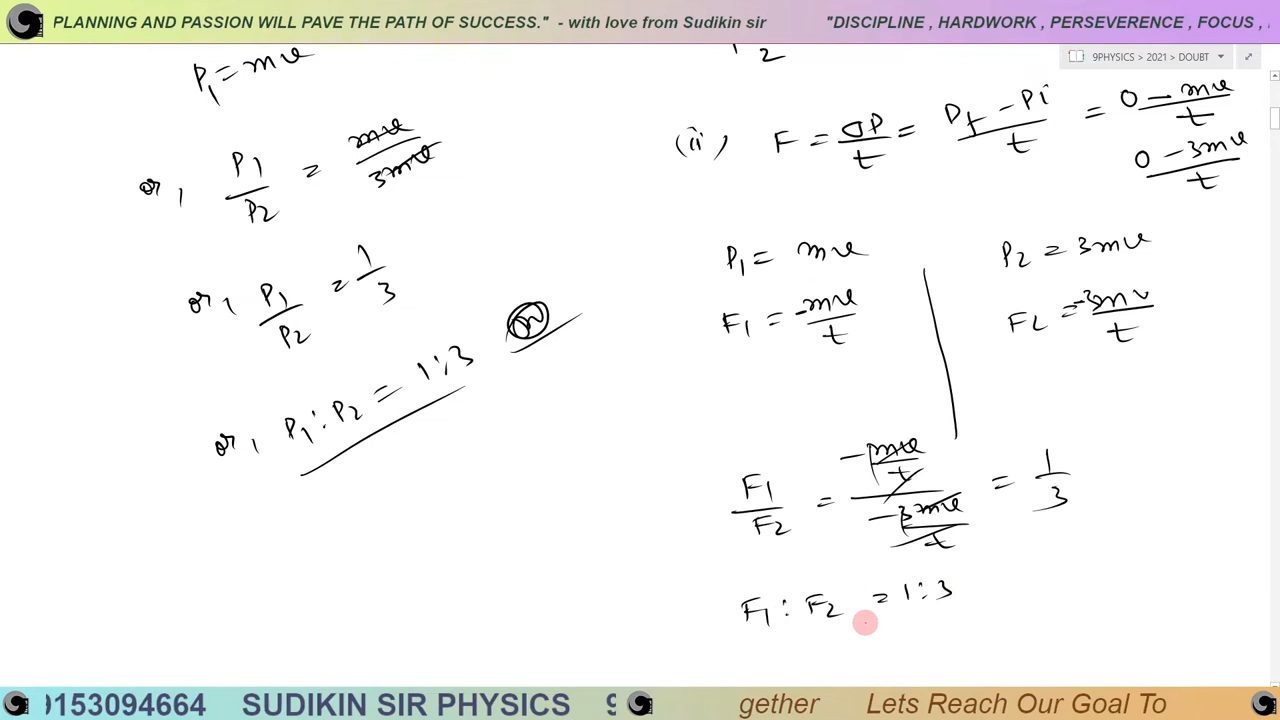 PLANNING AND PASSION WILL PAVE THE PATH OF SUCCESS." - with love from Sudikin sir "DISCIPLINE , HARDWORK , PERSEVERENCE , FOCUS ,
9PHYSICS > 2021 > DOUBT
P₁ = mv
2
or, P₁/P₂ = mv/3mv
or, P₁/P₂ = 1/3
or, P₁ : P₂ = 1:3
(ii) F = ΔP/t = (Pf - Pi)/t = (0 - mv)/t
(0 - 3mv)/t
P₁ = mv
F₁ = -mv/t
P₂ = 3mv
F₂ = -3mv/t
F₁/F₂ = (-mv/t)/(-3mv/t) = 1/3
F₁ : F₂ = 1:3
9153094664 SUDIKIN SIR PHYSICS 9 gether Lets Reach Our Goal To